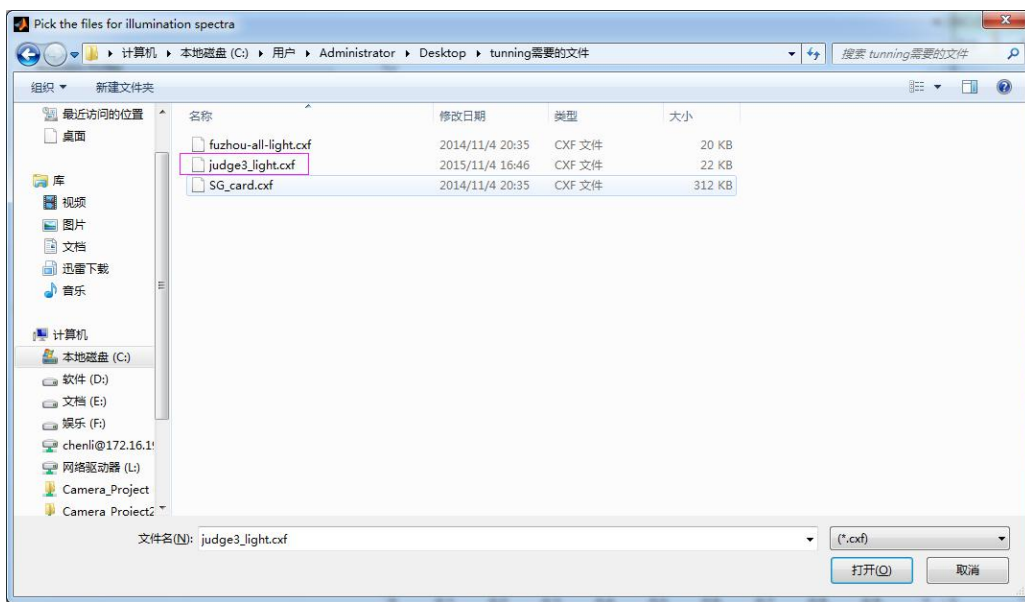 Pick the files for illumination spectra
计算机 本地磁盘 (C:) 用户 Administrator Desktop tunning需要的文件
搜索 tunning需要的文件
组织 新建文件夹
最近访问的位置
桌面
库
视频
图片
文档
迅雷下载
音乐
计算机
本地磁盘 (C:)
软件 (D:)
文档 (E:)
娱乐 (F:)
chenli@172.16.19
网络驱动器 (L:)
Camera_Project
Camera Project2
名称 修改日期 类型 大小
fuzhou-all-light.cxf 2014/11/4 20:35 CXF 文件 20 KB
judge3_light.cxf 2015/11/4 16:46 CXF 文件 22 KB
SG_card.cxf 2014/11/4 20:35 CXF 文件 312 KB
文件名(N): judge3_light.cxf (*.cxf)
打开(O) 取消